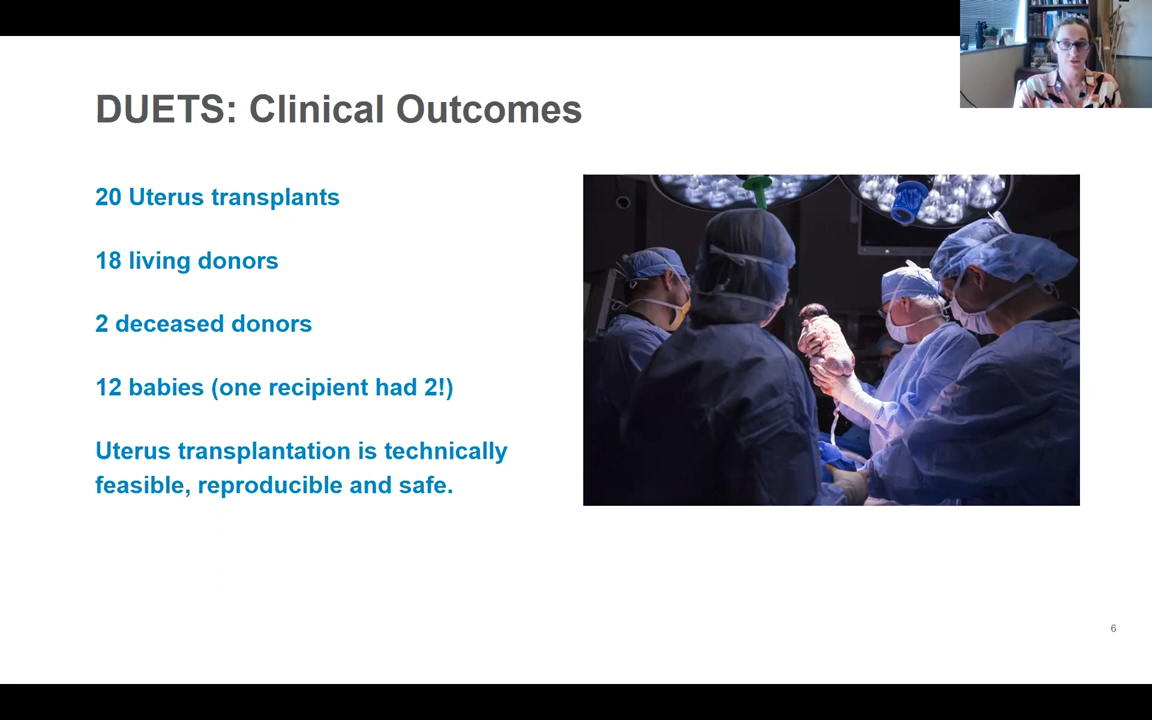 DUETS: Clinical Outcomes
20 Uterus transplants
18 living donors
2 deceased donors
12 babies (one recipient had 2!)
Uterus transplantation is technically
feasible, reproducible and safe.
6